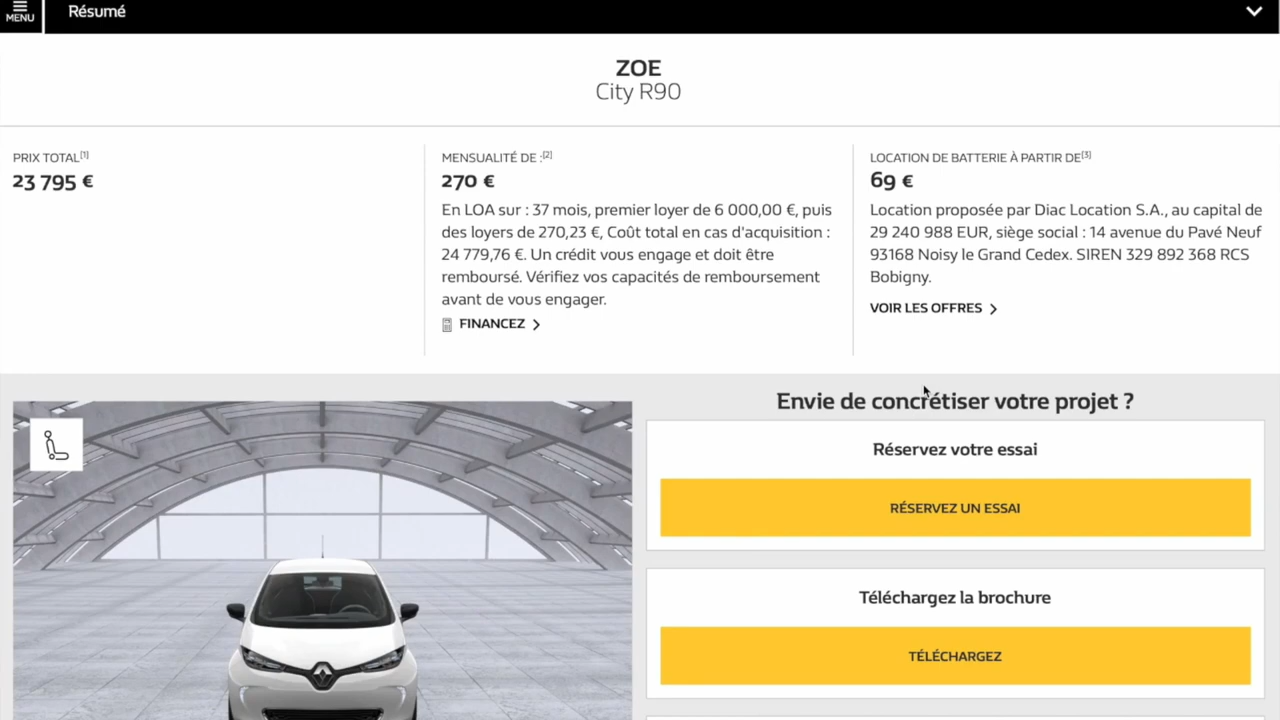 MENU
Résumé
ZOE
City R90
PRIX TOTAL[1]
23 795 €
MENSUALITÉ DE :[2]
270 €
En LOA sur : 37 mois, premier loyer de 6 000,00 €, puis
des loyers de 270,23 €, Coût total en cas d'acquisition :
24 779,76 €. Un crédit vous engage et doit être
remboursé. Vérifiez vos capacités de remboursement
avant de vous engager.
FINANCEZ
LOCATION DE BATTERIE À PARTIR DE[3]
69 €
Location proposée par Diac Location S.A., au capital de
29 240 988 EUR, siège social : 14 avenue du Pavé Neuf
93168 Noisy le Grand Cedex. SIREN 329 892 368 RCS
Bobigny.
VOIR LES OFFRES
Envie de concrétiser votre projet ?
Réservez votre essai
RÉSERVEZ UN ESSAI
Téléchargez la brochure
TÉLÉCHARGEZ